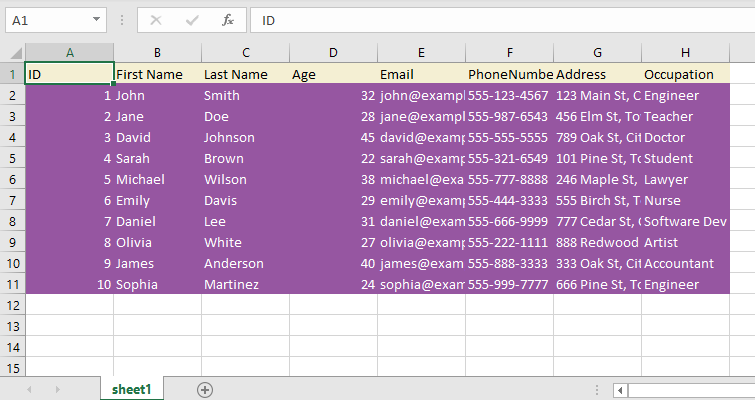 A1 fx ID
A B C D E F G H
1 ID First Name Last Name Age Email PhoneNumbe Address Occupation
2 1 John Smith 32 john@exampl 555-123-4567 123 Main St, C Engineer
3 2 Jane Doe 28 jane@examp 555-987-6543 456 Elm St, To Teacher
4 3 David Johnson 45 david@examp 555-555-5555 789 Oak St, Cit Doctor
5 4 Sarah Brown 22 sarah@examp 555-321-6549 101 Pine St, To Student
6 5 Michael Wilson 38 michael@exa 555-777-8888 246 Maple St, Lawyer
7 6 Emily Davis 29 emily@examp 555-444-3333 555 Birch St, T Nurse
8 7 Daniel Lee 31 daniel@exam 555-666-9999 777 Cedar St, Software Dev
9 8 Olivia White 27 olivia@examp 555-222-1111 888 Redwood Artist
10 9 James Anderson 40 james@exam 555-888-3333 333 Oak St, Cit Accountant
11 10 Sophia Martinez 24 sophia@exam 555-999-7777 666 Pine St, To Engineer
12
13
14
15
sheet1